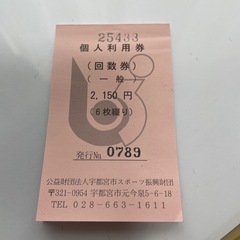 25433
個人利用券
(回数券)
(一般)
2,150円
(6枚綴り)
発行№ 0789
公益財団法人宇都宮市スポーツ振興財団
〒321-0954 宇都宮市元今泉5-6-18
TEL 028-663-1611